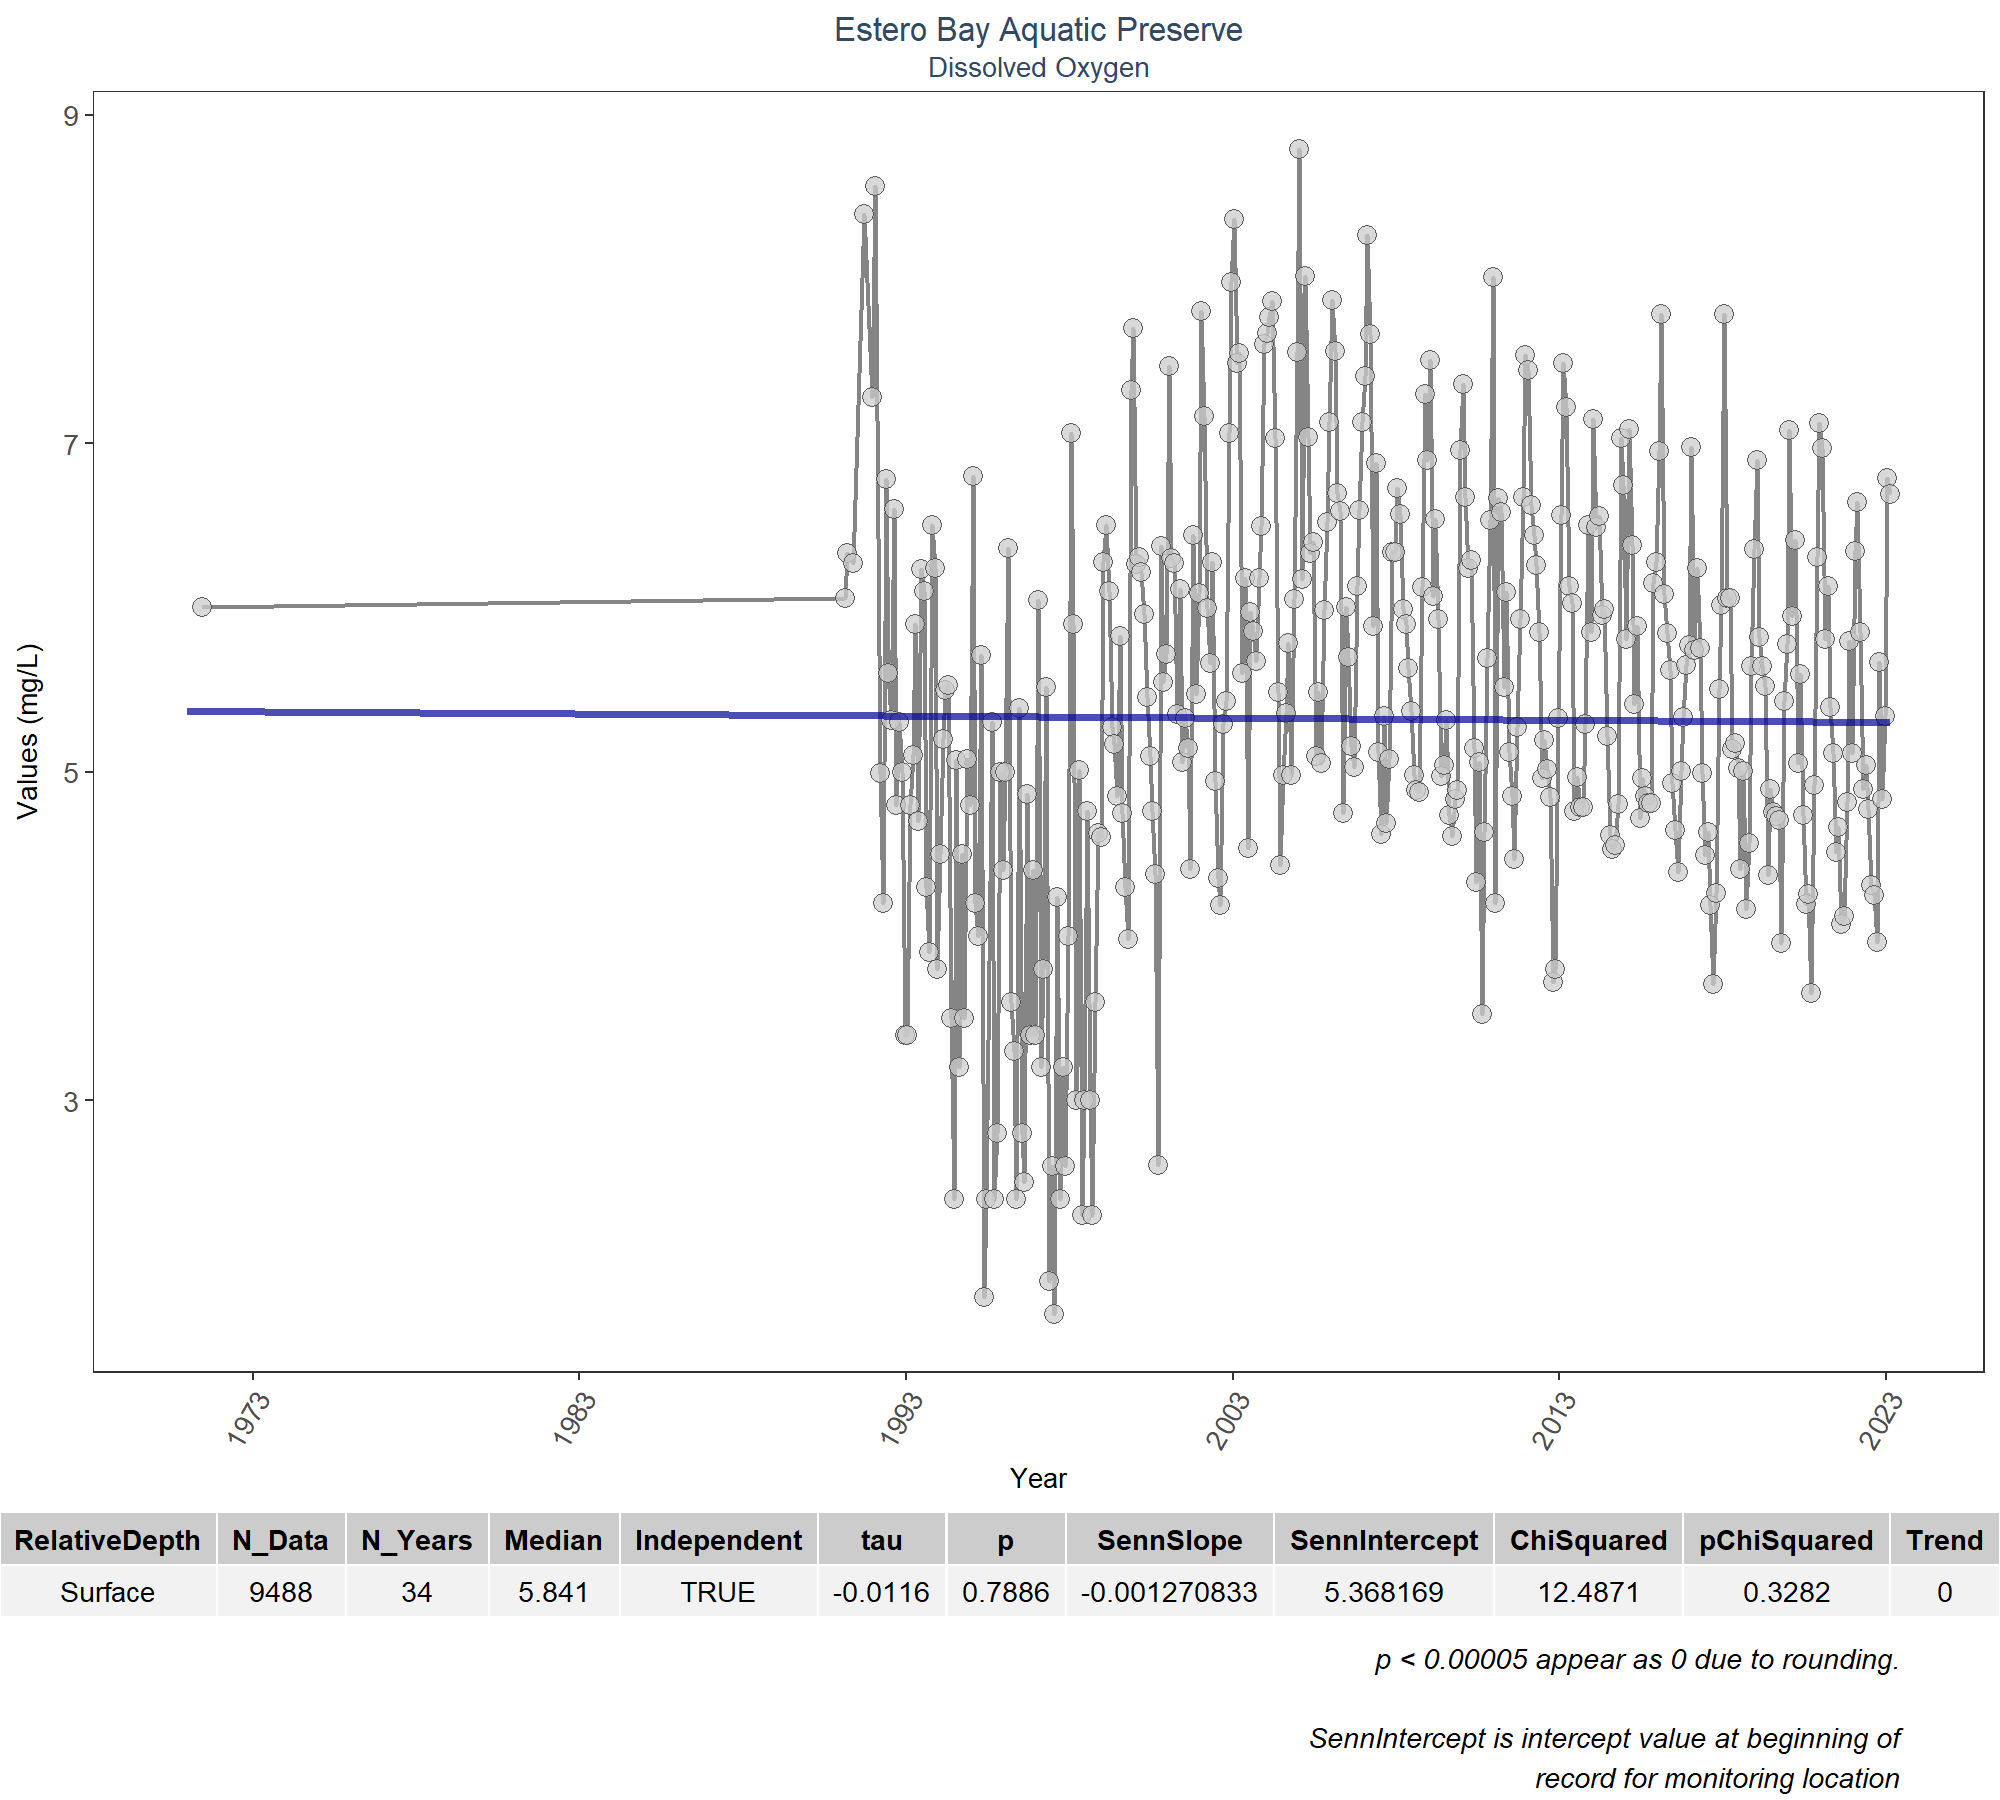 Estero Bay Aquatic Preserve
Dissolved Oxygen
9
7
5
3
Values (mg/L)
1973 1983 1993 2003 2013 2023
Year
RelativeDepth N_Data N_Years Median Independent tau p SennSlope SennIntercept ChiSquared pChiSquared Trend
Surface 9488 34 5.841 TRUE -0.0116 0.7886 -0.001270833 5.368169 12.4871 0.3282 0
p < 0.00005 appear as 0 due to rounding.
SennIntercept is intercept value at beginning of
record for monitoring location